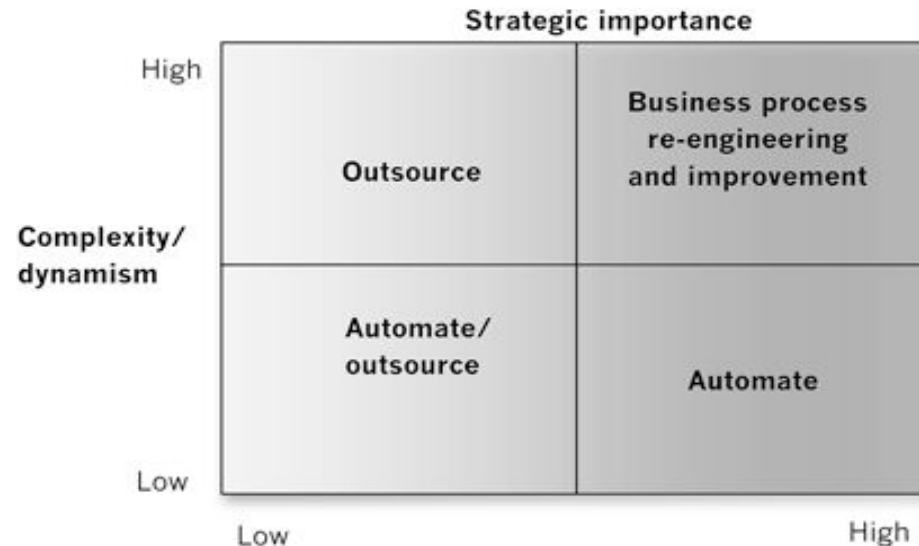 Strategic importance
High
Business process
re-engineering
and improvement
Outsource
Complexity/
dynamism
Automate/
outsource
Automate
Low
Low
High